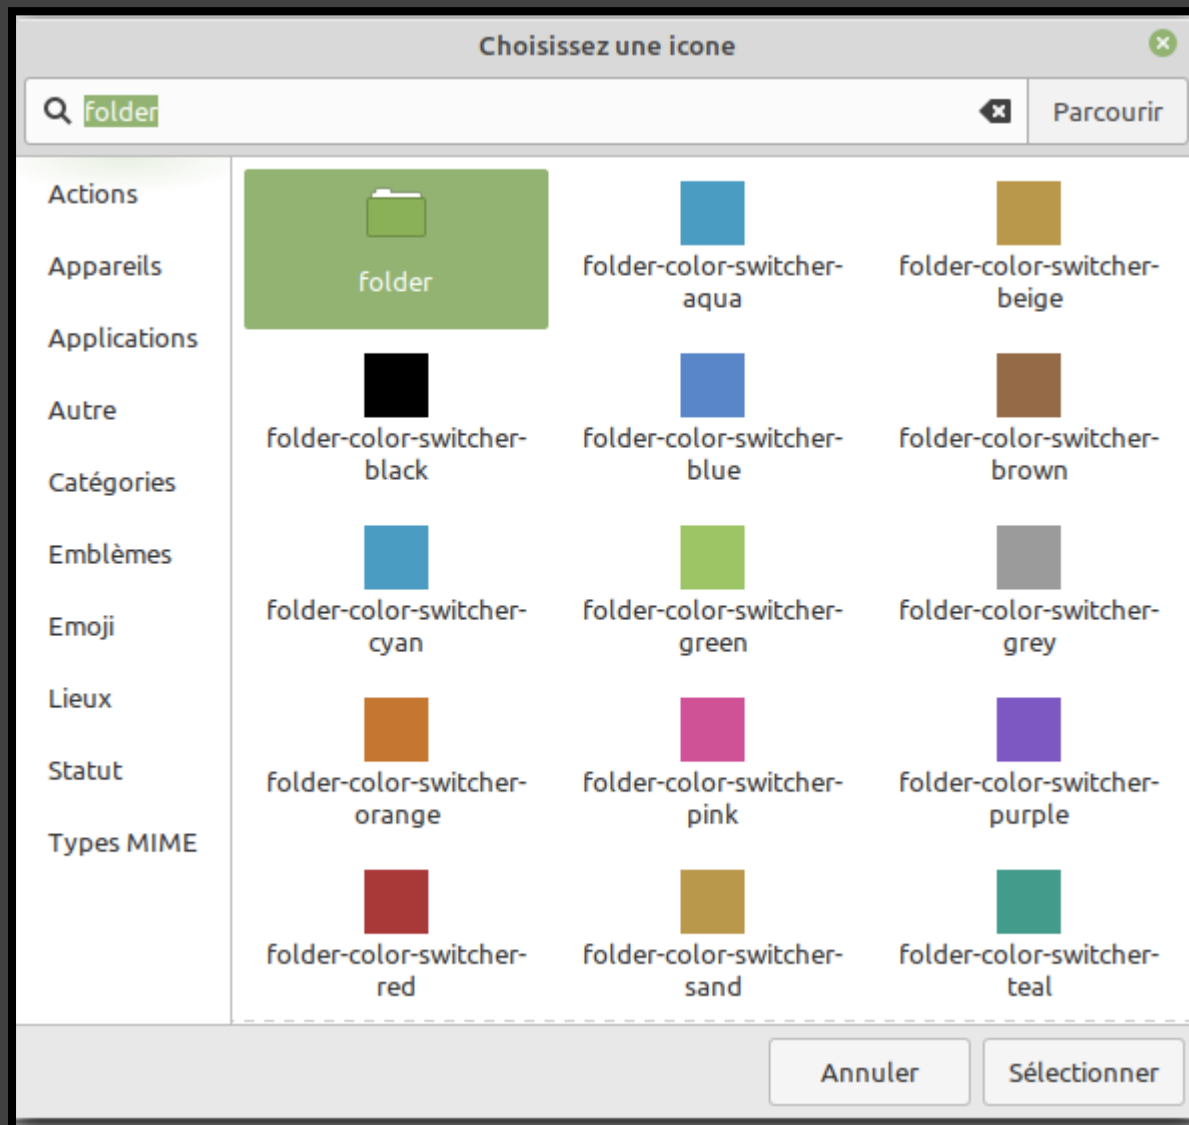 Choisissez une icone
folder
Parcourir
Actions
Appareils
Applications
Autre
Catégories
Emblèmes
Emoji
Lieux
Statut
Types MIME
folder
folder-color-switcher-
aqua
folder-color-switcher-
beige
folder-color-switcher-
black
folder-color-switcher-
blue
folder-color-switcher-
brown
folder-color-switcher-
cyan
folder-color-switcher-
green
folder-color-switcher-
grey
folder-color-switcher-
orange
folder-color-switcher-
pink
folder-color-switcher-
purple
folder-color-switcher-
red
folder-color-switcher-
sand
folder-color-switcher-
teal
Annuler
Sélectionner